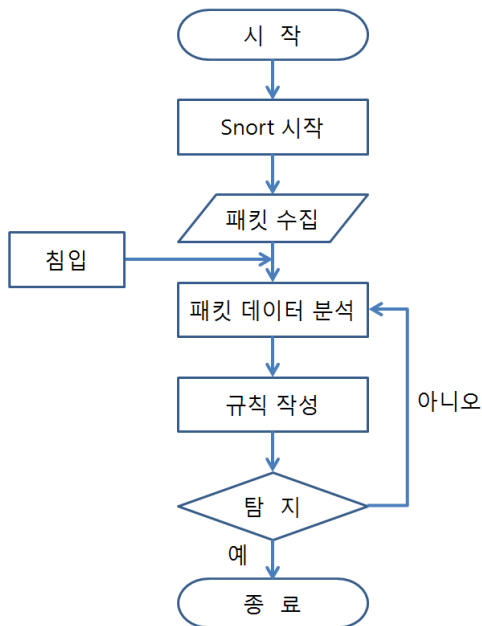 시 작
Snort 시작
패킷 수집
침입
패킷 데이터 분석
규칙 작성
아니오
탐 지
예
종 료